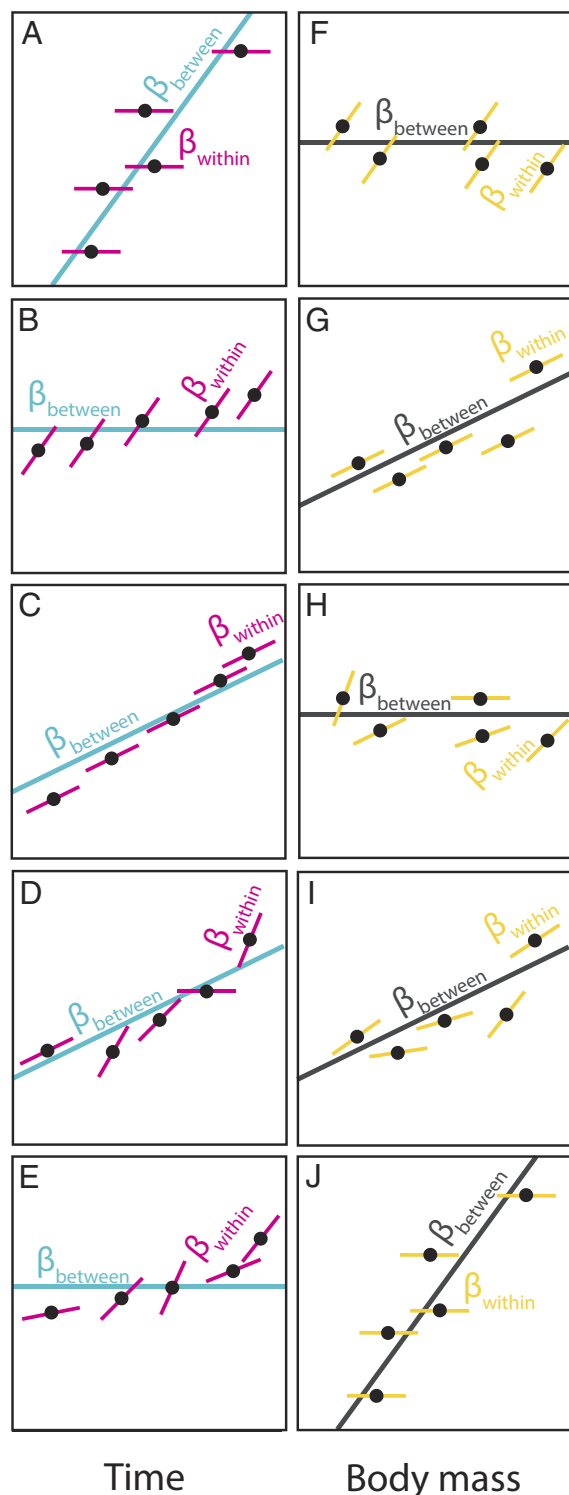 A
βbetween
βwithin
F
βbetween
βwithin
B
βbetween
βwithin
G
βwithin
βbetween
C
βwithin
βbetween
H
βbetween
βwithin
D
βwithin
βbetween
I
βwithin
βbetween
E
βbetween
βwithin
J
βbetween
βwithin
Time
Body mass